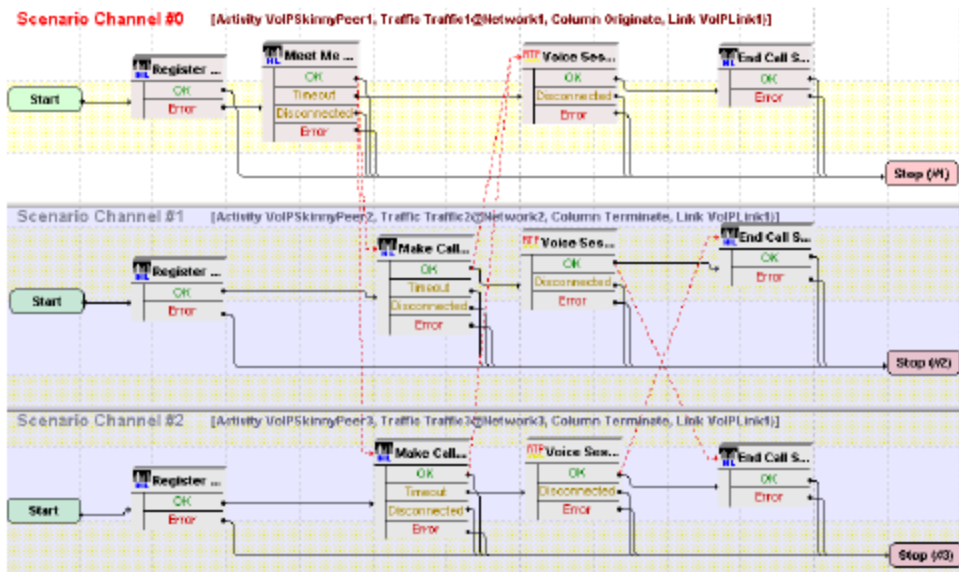 Scenario Channel #0 [Activity VoIPSkinnyPeer1, Traffic Traffic1@Network1, Column Originate, Link VoIPLink1)]
Start
Register ...
OK
Error
Meet Me ...
OK
Timeout
Disconnected
Error
Voice Ses...
OK
Disconnected
Error
End Call S...
OK
Error
Stop (#1)
Scenario Channel #1 [Activity VoIPSkinnyPeer2, Traffic Traffic2@Network2, Column Terminate, Link VoIPLink1)]
Start
Register ...
OK
Error
Make Call...
OK
Timeout
Disconnected
Error
Voice Ses...
OK
Disconnected
Error
End Call S...
OK
Error
Stop (#2)
Scenario Channel #2 [Activity VoIPSkinnyPeer3, Traffic Traffic3@Network3, Column Terminate, Link VoIPLink1)]
Start
Register ...
OK
Error
Make Call...
OK
Timeout
Disconnected
Error
Voice Ses...
OK
Disconnected
Error
End Call S...
OK
Error
Stop (#3)